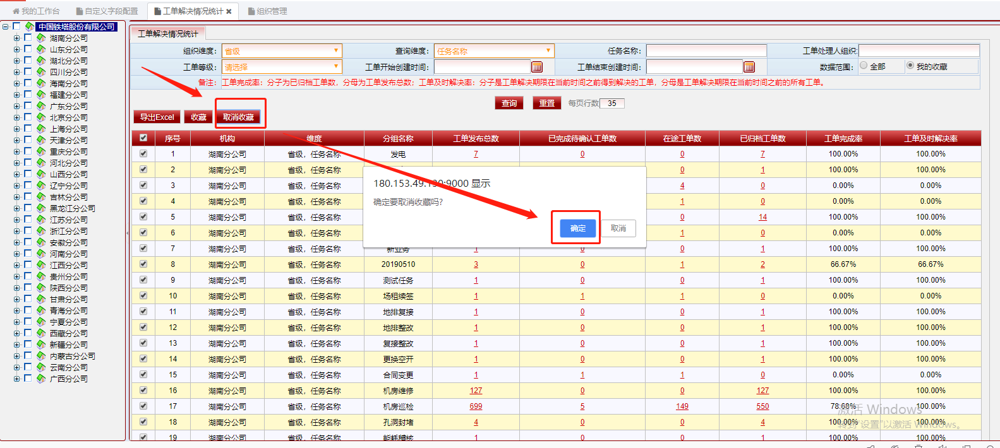 我的工作台 自定义字段配置 工单解决情况统计 组织管理
中国铁塔股份有限公司
湖南分公司
山东分公司
湖北分公司
四川分公司
海南分公司
福建分公司
广东分公司
北京分公司
上海分公司
天津分公司
重庆分公司
河北分公司
山西分公司
辽宁分公司
吉林分公司
黑龙江分公司
江苏分公司
浙江分公司
安徽分公司
河南分公司
江西分公司
贵州分公司
陕西分公司
甘肃分公司
青海分公司
宁夏分公司
西藏分公司
新疆分公司
内蒙古分公司
云南分公司
广西分公司
工单解决情况统计
组织维度: 省级 查询维度: 任务名称 任务名称: 工单处理人组织:
工单等级: 请选择 工单开始创建时间: 工单结束创建时间: 数据范围: 全部 我的收藏
备注: 工单完成率：分子为已归档工单数，分母为工单发布总数；工单及时解决率：分子是工单解决期限在当前时间之前得到解决的工单，分母是工单解决期限在当前时间之前的所有工单。
查询 重置 每页行数 35
导出Excel 收藏 取消收藏
序号 机构 维度 分组名称 工单发布总数 已完成待确认工单数 在途工单数 已归档工单数 工单完成率 工单及时解决率
1 湖南分公司 省级，任务名称 发电 7 0 0 7 100.00% 100.00%
2 湖南分公司 省级，任务名称 0 1 100.00% 100.00%
3 湖南分公司 省级，任务名称 4 0 0.00% 0.00%
4 湖南分公司 省级，任务名称 1 0 0.00% 0.00%
5 湖南分公司 省级，任务名称 0 14 100.00% 100.00%
6 湖南分公司 省级，任务名称 1 0 0.00% 0.00%
7 湖南分公司 省级，任务名称 新业务 1 0 0 1 100.00% 100.00%
8 湖南分公司 省级，任务名称 20190510 3 0 1 2 66.67% 66.67%
9 湖南分公司 省级，任务名称 测试任务 1 0 0 1 100.00% 100.00%
10 湖南分公司 省级，任务名称 场租续签 1 1 1 0 0.00% 0.00%
11 湖南分公司 省级，任务名称 地排复接 1 0 0 1 100.00% 100.00%
12 湖南分公司 省级，任务名称 地排整改 1 0 0 1 100.00% 100.00%
13 湖南分公司 省级，任务名称 复接整改 1 0 0 1 100.00% 100.00%
14 湖南分公司 省级，任务名称 更换空开 1 0 0 1 100.00% 100.00%
15 湖南分公司 省级，任务名称 合同变更 1 1 1 0 0.00% 0.00%
16 湖南分公司 省级，任务名称 机房维修 127 0 0 127 100.00% 100.00%
17 湖南分公司 省级，任务名称 机房巡检 699 5 149 550 78.68% 100.00%
18 湖南分公司 省级，任务名称 孔洞封堵 4 0 0 4 100.00% 100.00%
19 湖南分公司 省级，任务名称 能耗稽核 1 0 0 1 100.00% 100.00%
180.153.49.130:9000 显示
确定要取消收藏吗?
确定 取消
激活 Windows
转到"设置"以激活 Windows。